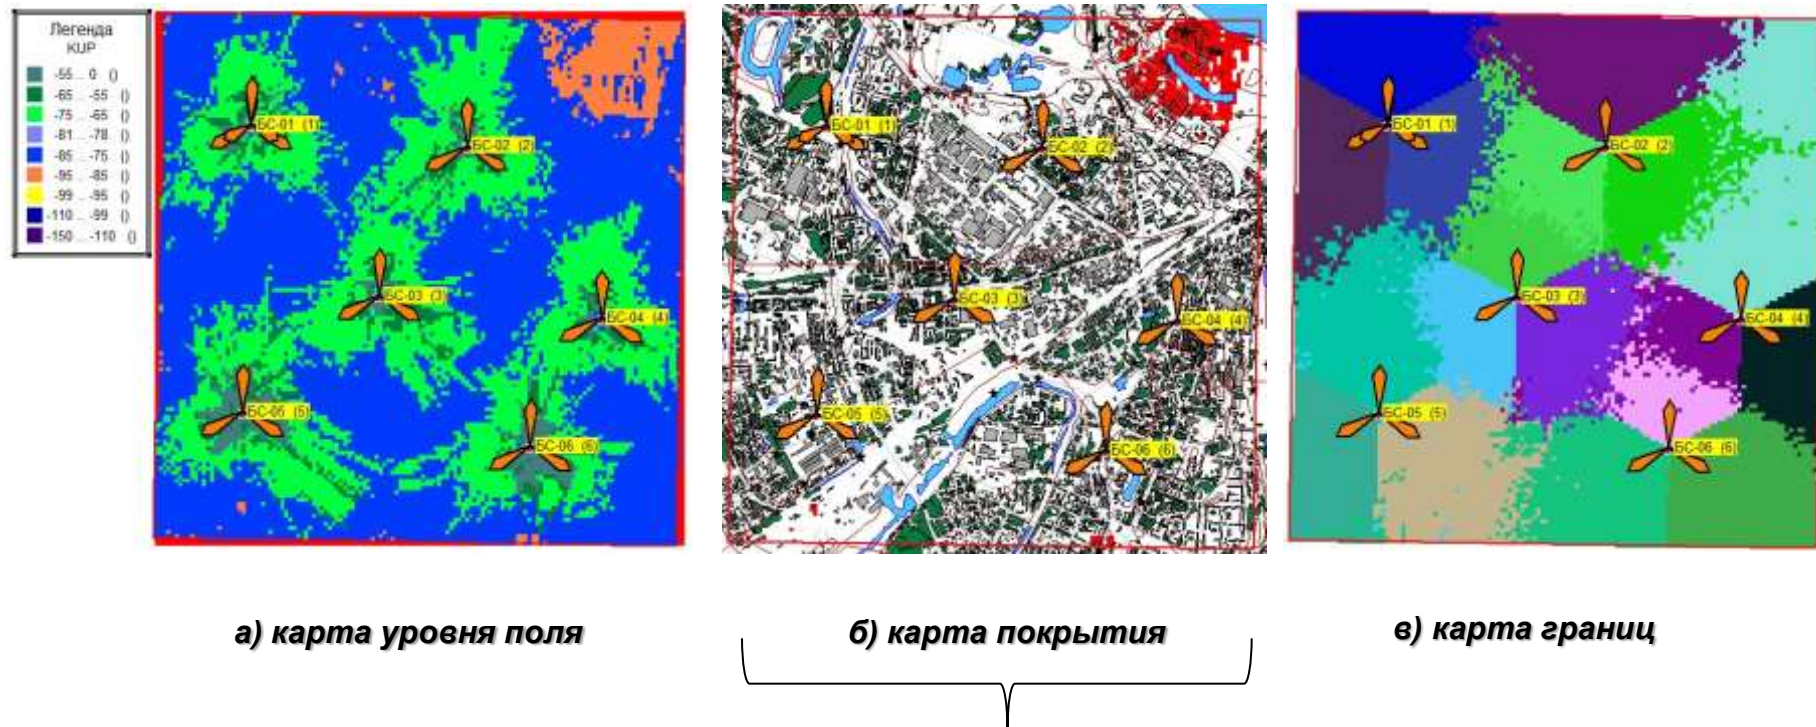 Легенда
KUP
-55 ... 0 ()
-65 ... -55 ()
-75 ... -65 ()
-81 ... -78 ()
-85 ... -75 ()
-95 ... -85 ()
-99 ... -95 ()
-110 ... -99 ()
-150 ... -110 ()
БС-01 (1)
БС-02 (2)
БС-03 (3)
БС-04 (4)
БС-05 (5)
БС-06 (6)
БС-01 (1)
БС-02 (2)
БС-03 (3)
БС-04 (4)
БС-05 (5)
БС-06 (6)
БС-01 (1)
БС-02 (2)
БС-03 (3)
БС-04 (4)
БС-05 (5)
БС-06 (6)
а) карта уровня поля
б) карта покрытия
в) карта границ